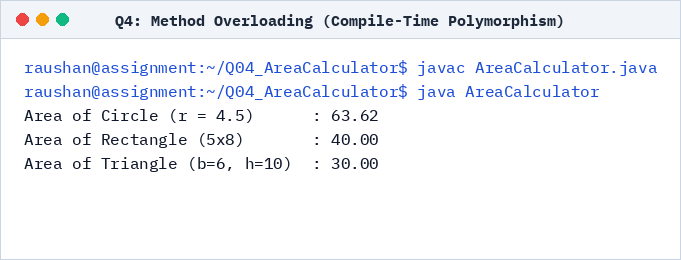 Q4: Method Overloading (Compile-Time Polymorphism)
raushan@assignment:~/Q04_AreaCalculator$ javac AreaCalculator.java
raushan@assignment:~/Q04_AreaCalculator$ java AreaCalculator
Area of Circle (r = 4.5)      : 63.62
Area of Rectangle (5x8)       : 40.00
Area of Triangle (b=6, h=10)  : 30.00